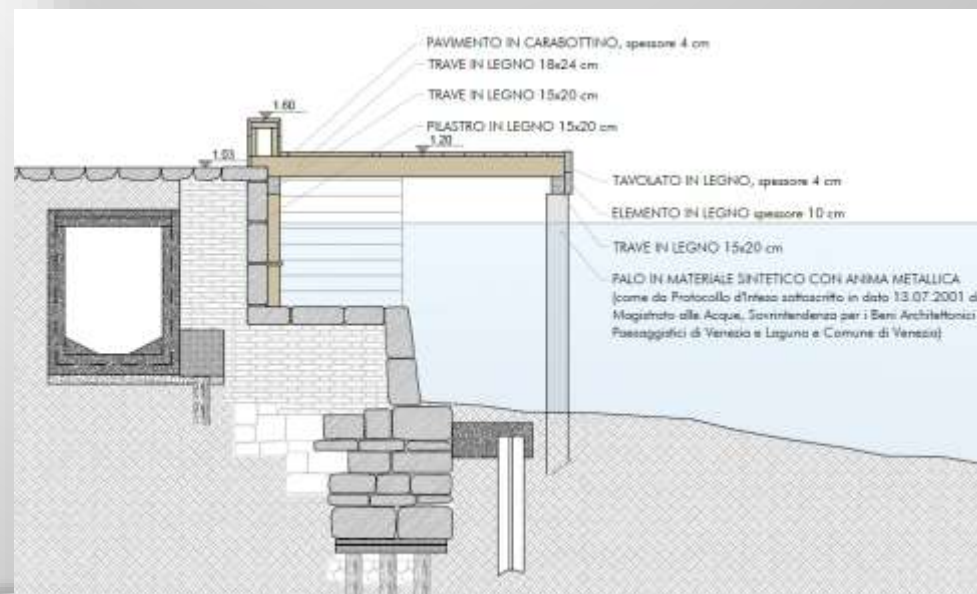 PAVIMENTO IN CARABOTTINO, spessore 4 cm
TRAVE IN LEGNO 18x24 cm
TRAVE IN LEGNO 15x20 cm
1.60
PILASTRO IN LEGNO 15x20 cm
1.20
1.03
TAVOLATO IN LEGNO, spessore 4 cm
ELEMENTO IN LEGNO spessore 10 cm
TRAVE IN LEGNO 15x20 cm
PALO IN MATERIALE SINTETICO CON ANIMA METALLICA
(come da Protocollo d'Intesa sottoscritto in data 13.07.2001 d
Magistrato alle Acque, Sovrintendenza per i Beni Architettonici
Paesaggistici di Venezia e Laguna e Comune di Venezia)